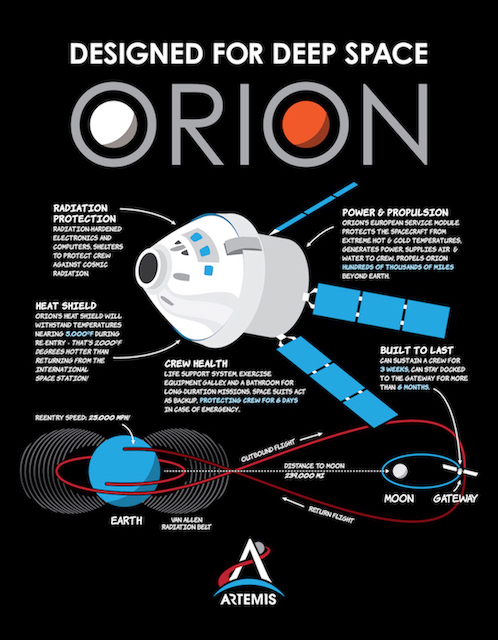 DESIGNED FOR DEEP SPACE
ORION
RADIATION
PROTECTION
RADIATION-HARDENED
ELECTRONICS AND
COMPUTERS, SHELTERS
TO PROTECT CREW
AGAINST COSMIC
RADIATION.
POWER & PROPULSION
ORION'S EUROPEAN SERVICE MODULE
PROTECTS THE SPACECRAFT FROM
EXTREME HOT & COLD TEMPERATURES,
GENERATES POWER, SUPPLIES AIR &
WATER TO CREW, PROPELS ORION
HUNDREDS OF THOUSANDS OF MILES
BEYOND EARTH.
HEAT SHIELD
ORION'S HEAT SHIELD WILL
WITHSTAND TEMPERATURES
NEARING 5,000°F DURING
RE-ENTRY - THAT'S 2,000°F
DEGREES HOTTER THAN
RETURNING FROM THE
INTERNATIONAL
SPACE STATION!
CREW HEALTH
LIFE SUPPORT SYSTEM, EXERCISE
EQUIPMENT GALLEY, AND A BATHROOM FOR
LONG-DURATION MISSIONS. SPACE SUITS ACT
AS BACKUP, PROTECTING CREW FOR 6 DAYS
IN CASE OF EMERGENCY.
BUILT TO LAST
CAN SUSTAIN A CREW FOR
3 WEEKS, CAN STAY DOCKED
TO THE GATEWAY FOR MORE
THAN 6 MONTHS.
REENTRY SPEED: 25,000 MPH!
OUTBOUND FLIGHT
DISTANCE TO MOON
239,000 MI
RETURN FLIGHT
EARTH
VAN ALLEN
RADIATION BELT
MOON
GATEWAY
ARTEMIS